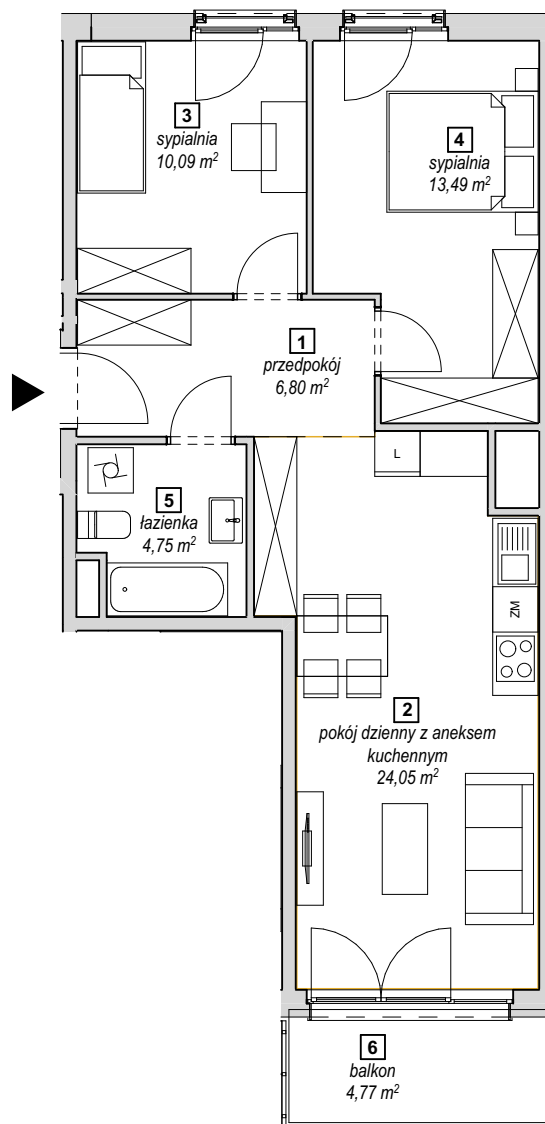 3
sypialnia
10,09 m²
4
sypialnia
13,49 m²
1
przedpokój
6,80 m²
L
5
łazienka
4,75 m²
ZM
2
pokój dzienny z aneksem
kuchennym
24,05 m²
6
balkon
4,77 m²